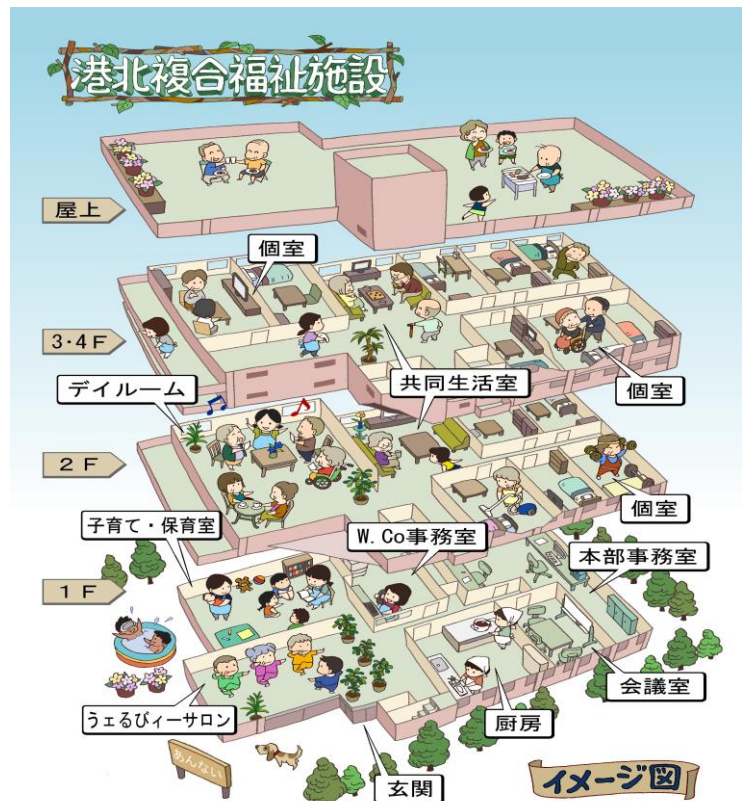 港北複合福祉施設
屋上
個室
3・4F
共同生活室
個室
デイルーム
2F
個室
子育て・保育室
W.Co事務室
本部事務室
1F
会議室
うェるびィーサロン
厨房
玄関
あんない
イメージ図